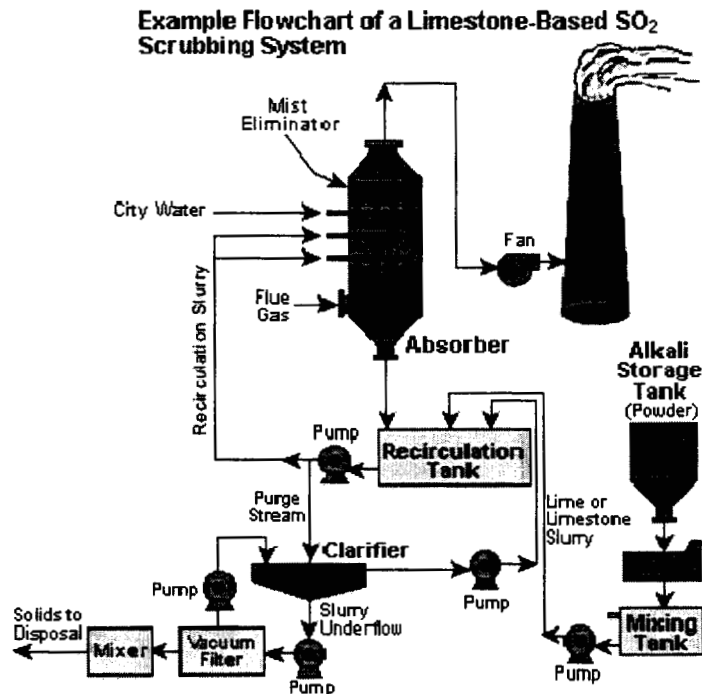 Example Flowchart of a Limestone-Based SO₂
Scrubbing System
Mist
Eliminator
City Water
Fan
Flue
Gas
Recirculation Slurry
Absorber
Alkali
Storage
Tank
(Powder)
Pump
Recirculation
Tank
Purge
Stream
Lime or
Limestone
Slurry
Clarifier
Pump
Pump
Slurry
Underflow
Solids to
Disposal
Mixer
Vacuum
Filter
Pump
Pump
Mixing
Tank